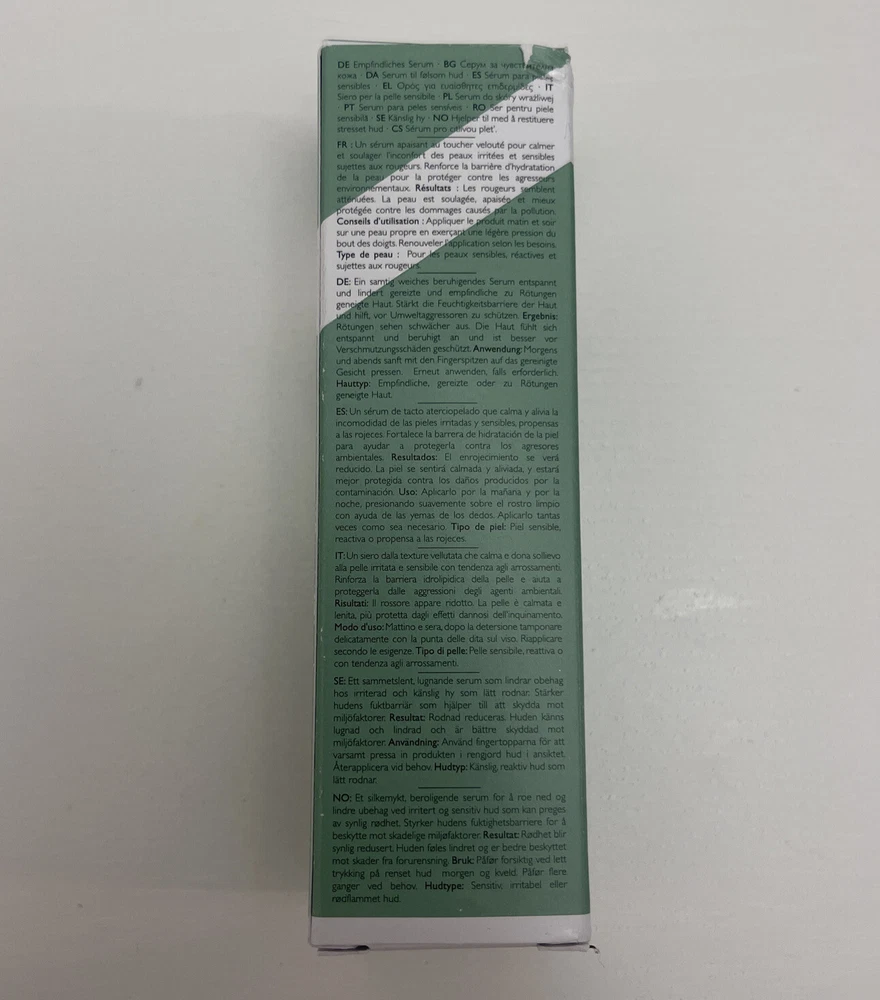 DE Empfindliches Serum · BG Серум за
кожа · DA Serum til følsom hud · ES Sérum para
sensibles · EL Ορός για ευαίσθητες επιδερμίδες · IT
Siero per la pelle sensibile · PL Serum do skóry wrażliwej
· PT Serum para peles sensíveis · RO Ser pentru piele
sensibilă · SE Känslig hy · NO Hjelper til med å restituere
stresset hud · CS Sérum pro citlivou pleť.
FR : Un sérum apaisant au toucher velouté pour calmer
et soulager l'inconfort des peaux irritées et sensibles
sujettes aux rougeurs. Renforce la barrière d'hydratation
de la peau pour la protéger contre les agresseurs
environnementaux. Résultats : Les rougeurs semblent
atténuées. La peau est soulagée, apaisée et mieux
protégée contre les dommages causés par la pollution.
Conseils d'utilisation : Appliquer le produit matin et soir
sur une peau propre en exerçant une légère pression du
bout des doigts. Renouveler l'application selon les besoins.
Type de peau : Pour les peaux sensibles, réactives et
sujettes aux rougeurs.
DE: Ein samtig weiches beruhigendes Serum entspannt
und lindert gereizte und empfindliche zu Rötungen
geneigte Haut. Stärkt die Feuchtigkeitsbarriere der Haut
und hilft, vor Umweltaggressoren zu schützen. Ergebnis:
Rötungen sehen schwächer aus. Die Haut fühlt sich
entspannt und beruhigt an und ist besser vor
Verschmutzungsschäden geschützt. Anwendung: Morgens
und abends sanft mit den Fingerspitzen auf das gereinigte
Gesicht pressen. Erneut anwenden, falls erforderlich.
Hauttyp: Empfindliche, gereizte oder zu Rötungen
geneigte Haut.
ES: Un sérum de tacto aterciopelado que calma y alivia la
incomodidad de las pieles irritadas y sensibles, propensas
a las rojeces. Fortalece la barrera de hidratación de la piel
para ayudar a protegerla contra los agresores
ambientales. Resultados: El enrojecimiento se verá
reducido. La piel se sentirá calmada y aliviada, y estará
mejor protegida contra los daños producidos por la
contaminación. Uso: Aplicarlo por la mañana y por la
noche, presionando suavemente sobre el rostro limpio
con ayuda de las yemas de los dedos. Aplicarlo tantas
veces como sea necesario. Tipo de piel: Piel sensible,
reactiva o propensa a las rojeces.
IT: Un siero dalla texture vellutata che calma e dona sollievo
alla pelle irritata e sensibile con tendenza agli arrossamenti.
Rinforza la barriera idrolipidica della pelle e aiuta a
proteggerla dalle aggressioni degli agenti ambientali.
Risultati: Il rossore appare ridotto. La pelle è calmata e
lenita, più protetta dagli effetti dannosi dell'inquinamento.
Modo d'uso: Mattino e sera, dopo la detersione tamponare
delicatamente con la punta delle dita sul viso. Riapplicare
secondo le esigenze. Tipo di pelle: Pelle sensibile, reattiva o
con tendenza agli arrossamenti.
SE: Ett sammetslent, lugnande serum som lindrar obehag
hos irriterad och känslig hy som lätt rodnar. Stärker
hudens fuktbarriär som hjälper till att skydda mot
miljöfaktorer. Resultat: Rodnad reduceras. Huden känns
lugnad och lindrad och är bättre skyddad mot
miljöfaktorer. Användning: Använd fingertopparna för att
varsamt pressa in produkten i rengjord hud i ansiktet.
Återapplicera vid behov. Hudtyp: Känslig, reaktiv hud som
lätt rodnar.
NO: Et silkemykt, beroligende serum for å roe ned og
lindre ubehag ved irritert og sensitiv hud som kan preges
av synlig rødhet. Styrker hudens fuktighetsbarriere for å
beskytte mot skadelige miljøfaktorer. Resultat: Rødhet blir
synlig redusert. Huden føles lindret og er bedre beskyttet
mot skader fra forurensning. Bruk: Påfør forsiktig ved lett
trykking på renset hud morgen og kveld. Påfør flere
ganger ved behov. Hudtype: Sensitiv, irritabel eller
rødflammet hud.